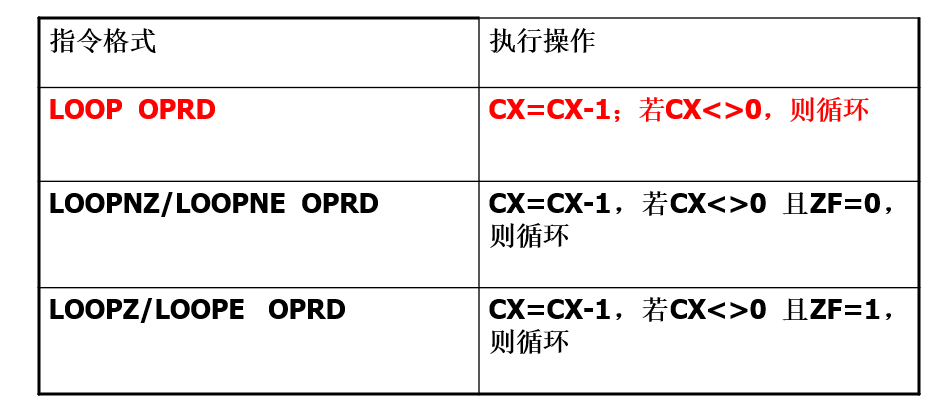 指令格式
执行操作
LOOP OPRD
CX=CX-1；若CX<>0，则循环
LOOPNZ/LOOPNE OPRD
CX=CX-1，若CX<>0 且ZF=0，
则循环
LOOPZ/LOOPE OPRD
CX=CX-1，若CX<>0 且ZF=1，
则循环